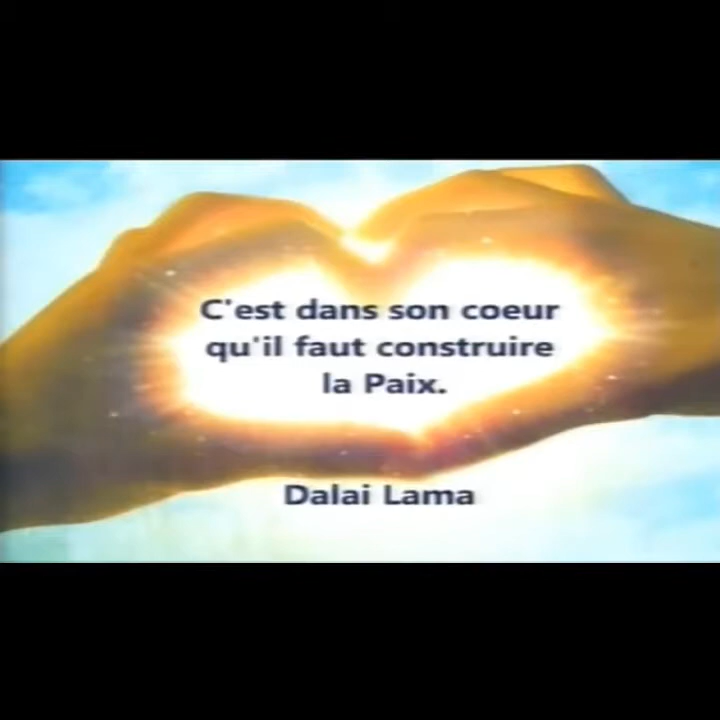 C'est dans son coeur
qu'il faut construire
la Paix.
Dalai Lama